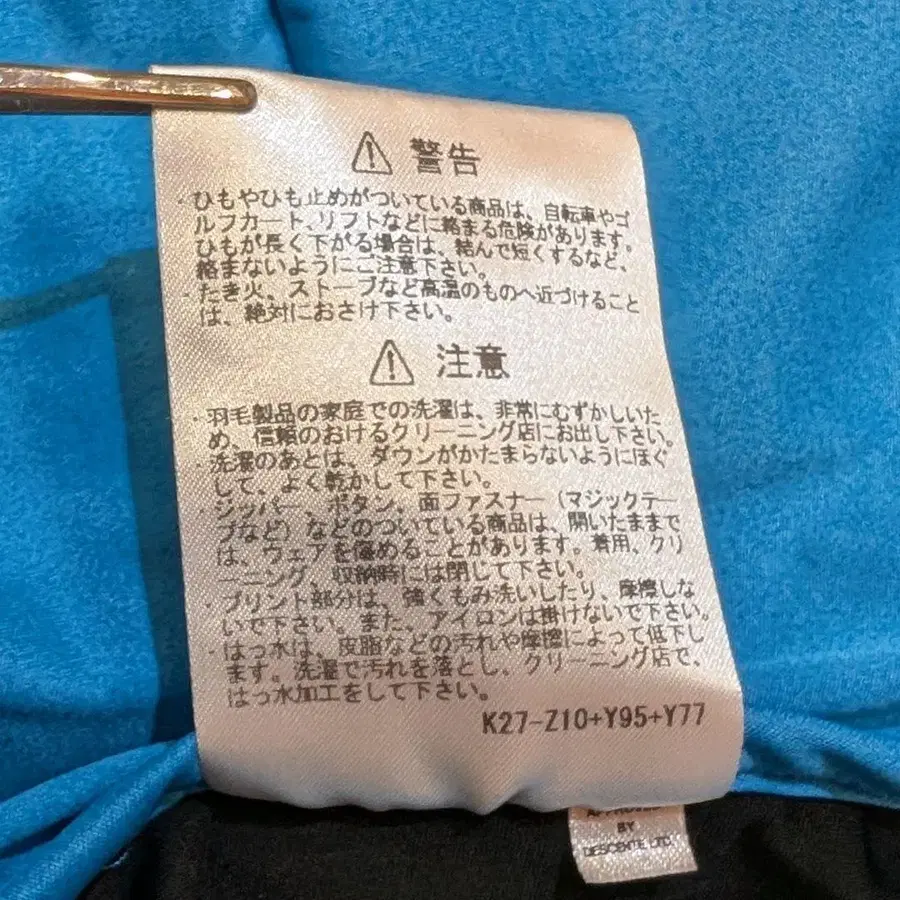 ⚠ 警告
・ひもやひも止めがついている商品は、自転車やゴ
ルフカート、リフトなどに絡まる危険があります。
ひもが長く下がる場合は、結んで短くするなど、
絡まないようにご注意下さい。
・たき火、ストーブなど高温のものへ近づけること
は、絶対におさけ下さい。
⚠ 注意
・羽毛製品の家庭での洗濯は、非常にむずかしいた
め、信頼のおけるクリーニング店にお出し下さい。
・洗濯のあとは、ダウンがかたまらないようにほぐ
して、よく乾かして下さい。
・ジッパー、ボタン、面ファスナー（マジックテー
プなど）などのついている商品は、開いたままで
は、ウェアを傷めることがあります。着用、クリ
ーニング、収納時には閉じて下さい。
・プリント部分は、強くもみ洗いしたり、摩擦しな
いで下さい。また、アイロンは掛けないで下さい。
・はっ水は、皮脂などの汚れや摩擦によって低下し
ます。洗濯で汚れを落とし、クリーニング店で、
はっ水加工をして下さい。
K27-Z10+Y95+Y77
APPROVED
BY
DESCENTE LTD